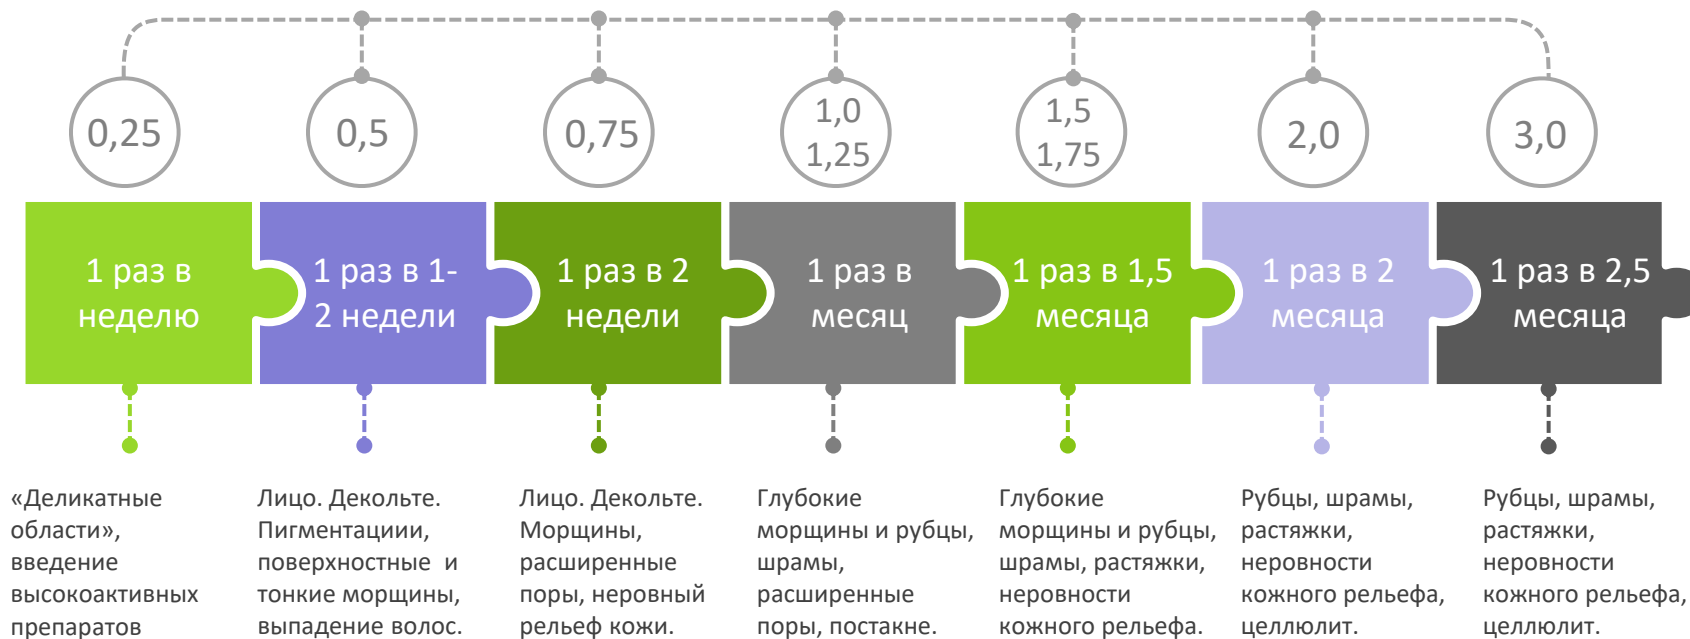 0,25
0,5
0,75
1,0
1,25
1,5
1,75
2,0
3,0
1 раз в
неделю
1 раз в 1-
2 недели
1 раз в 2
недели
1 раз в
месяц
1 раз в 1,5
месяца
1 раз в 2
месяца
1 раз в 2,5
месяца
«Деликатные
области»,
введение
высокоактивных
препаратов
Лицо. Декольте.
Пигментациии,
поверхностные и
тонкие морщины,
выпадение волос.
Лицо. Декольте.
Морщины,
расширенные
поры, неровный
рельеф кожи.
Глубокие
морщины и рубцы,
шрамы,
расширенные
поры, постакне.
Глубокие
морщины и рубцы,
шрамы, растяжки,
неровности
кожного рельефа.
Рубцы, шрамы,
растяжки,
неровности
кожного рельефа,
целлюлит.
Рубцы, шрамы,
растяжки,
неровности
кожного рельефа,
целлюлит.